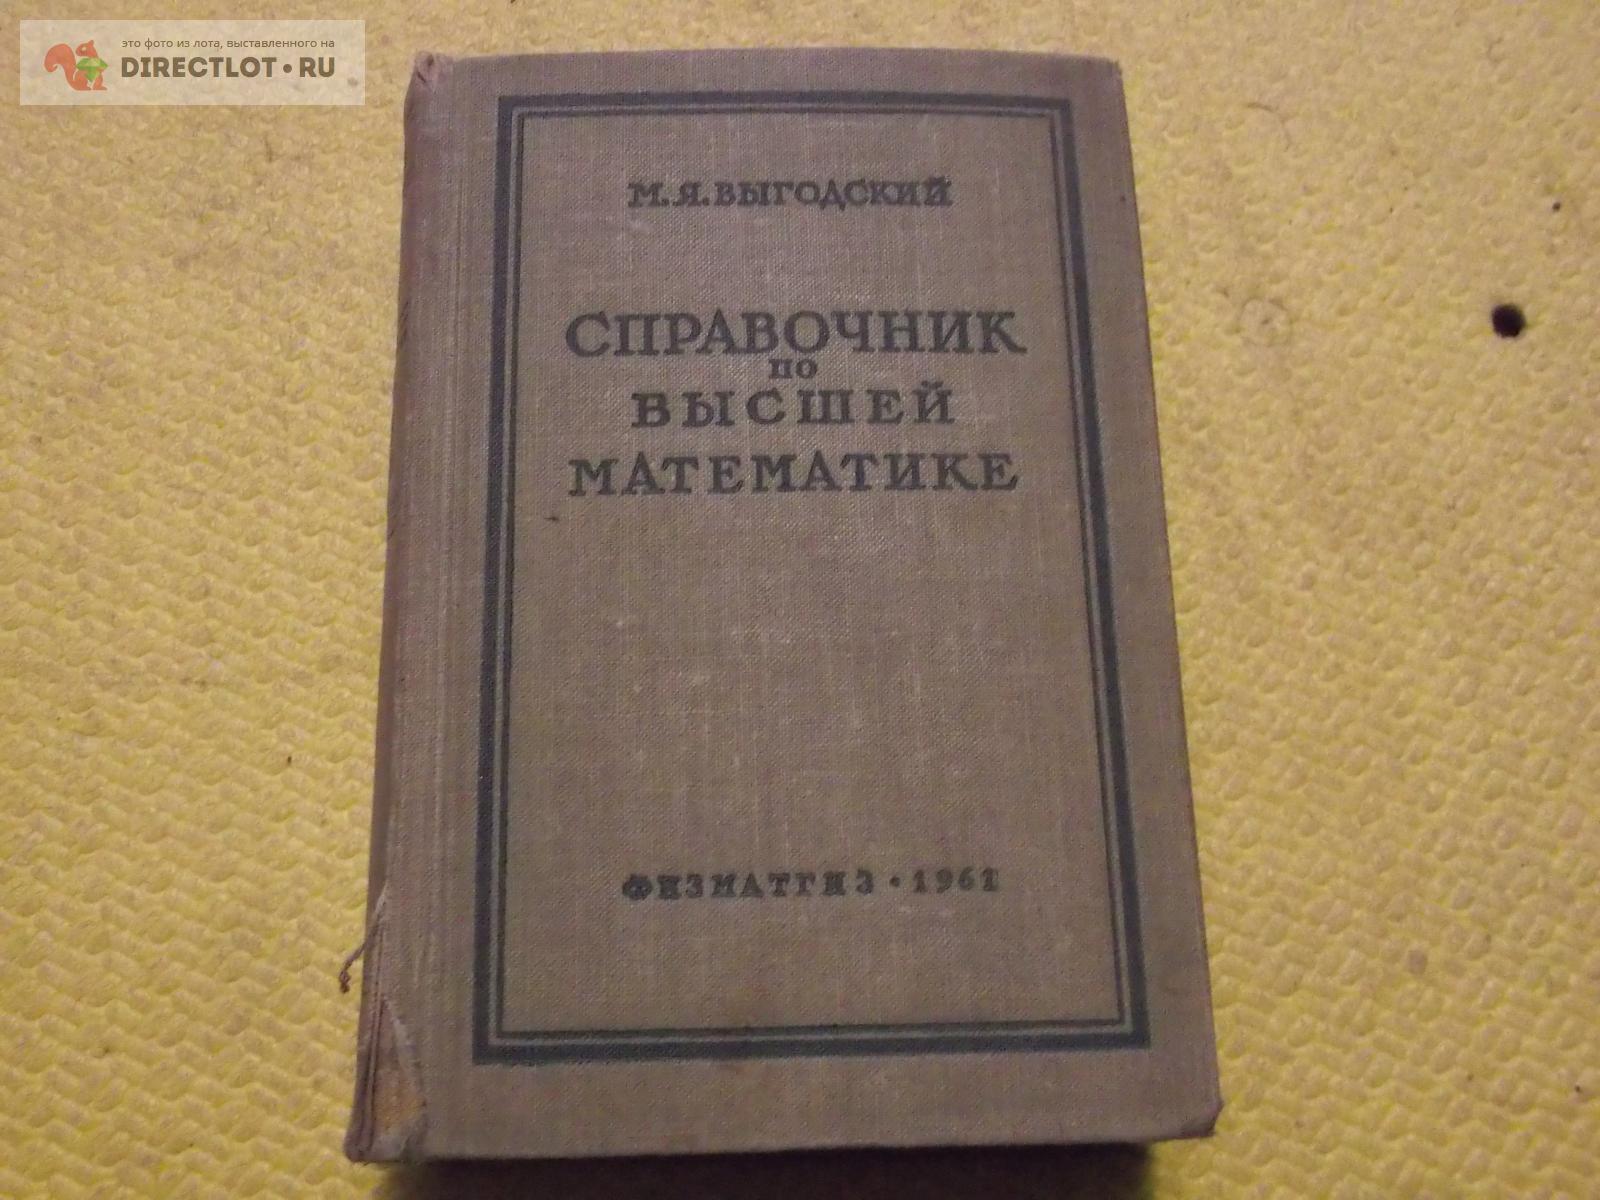 это фото из лота, выставленного на
DIRECTLOT•RU
М.Я.ВЫГОДСКИЙ
СПРАВОЧНИК
ПО
ВЫСШЕЙ
МАТЕМАТИКЕ
ФИЗМАТГИЗ • 1961